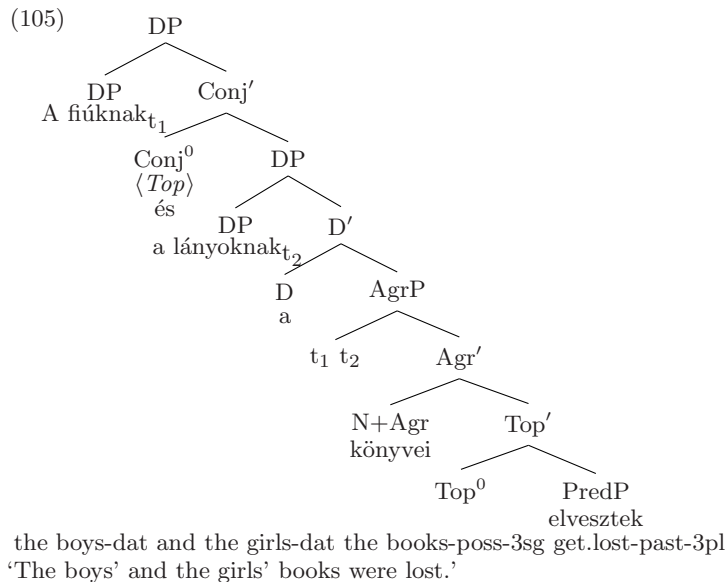 (105)
DP
DP Conj′
A fiúknak t₁
Conj⁰ DP
⟨Top⟩
és
DP D′
a lányoknak t₂
D AgrP
a
t₁ t₂ Agr′
N+Agr Top′
könyvei
Top⁰ PredP
elvesztek
the boys-dat and the girls-dat the books-poss-3sg get.lost-past-3pl
‘The boys’ and the girls’ books were lost.’